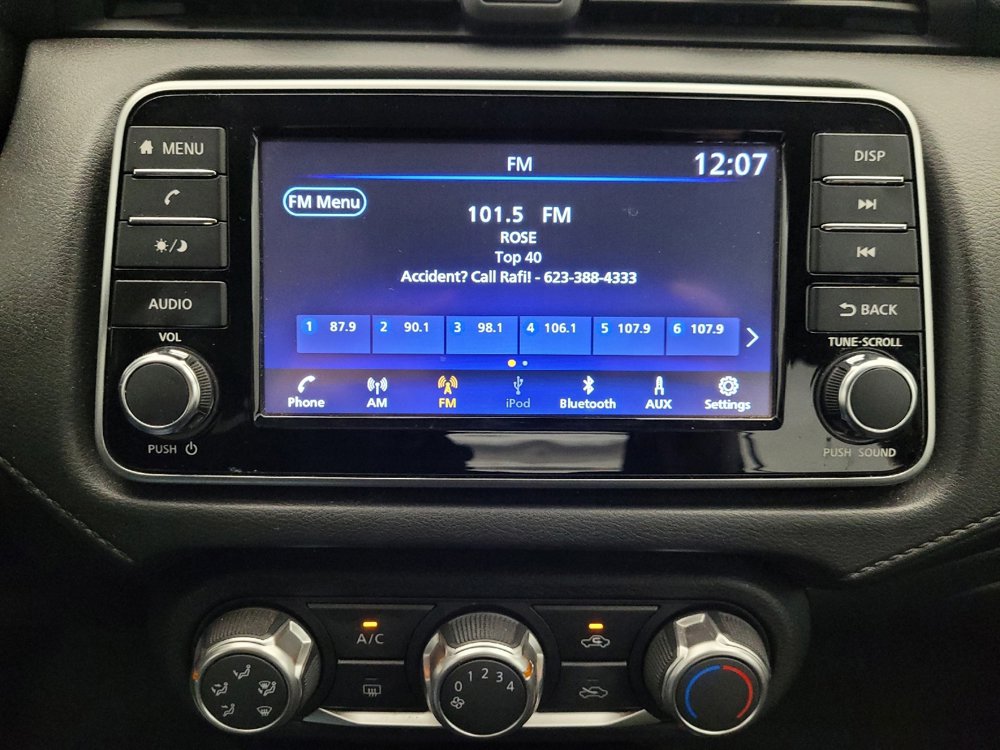 MENU
AUDIO
VOL
PUSH
FM
12:07
FM Menu
101.5 FM
ROSE
Top 40
Accident? Call Rafi! - 623-388-4333
1 87.9 2 90.1 3 98.1 4 106.1 5 107.9 6 107.9
Phone AM FM iPod Bluetooth AUX Settings
DISP
BACK
TUNE·SCROLL
PUSH SOUND
A/C
0 1 2 3 4